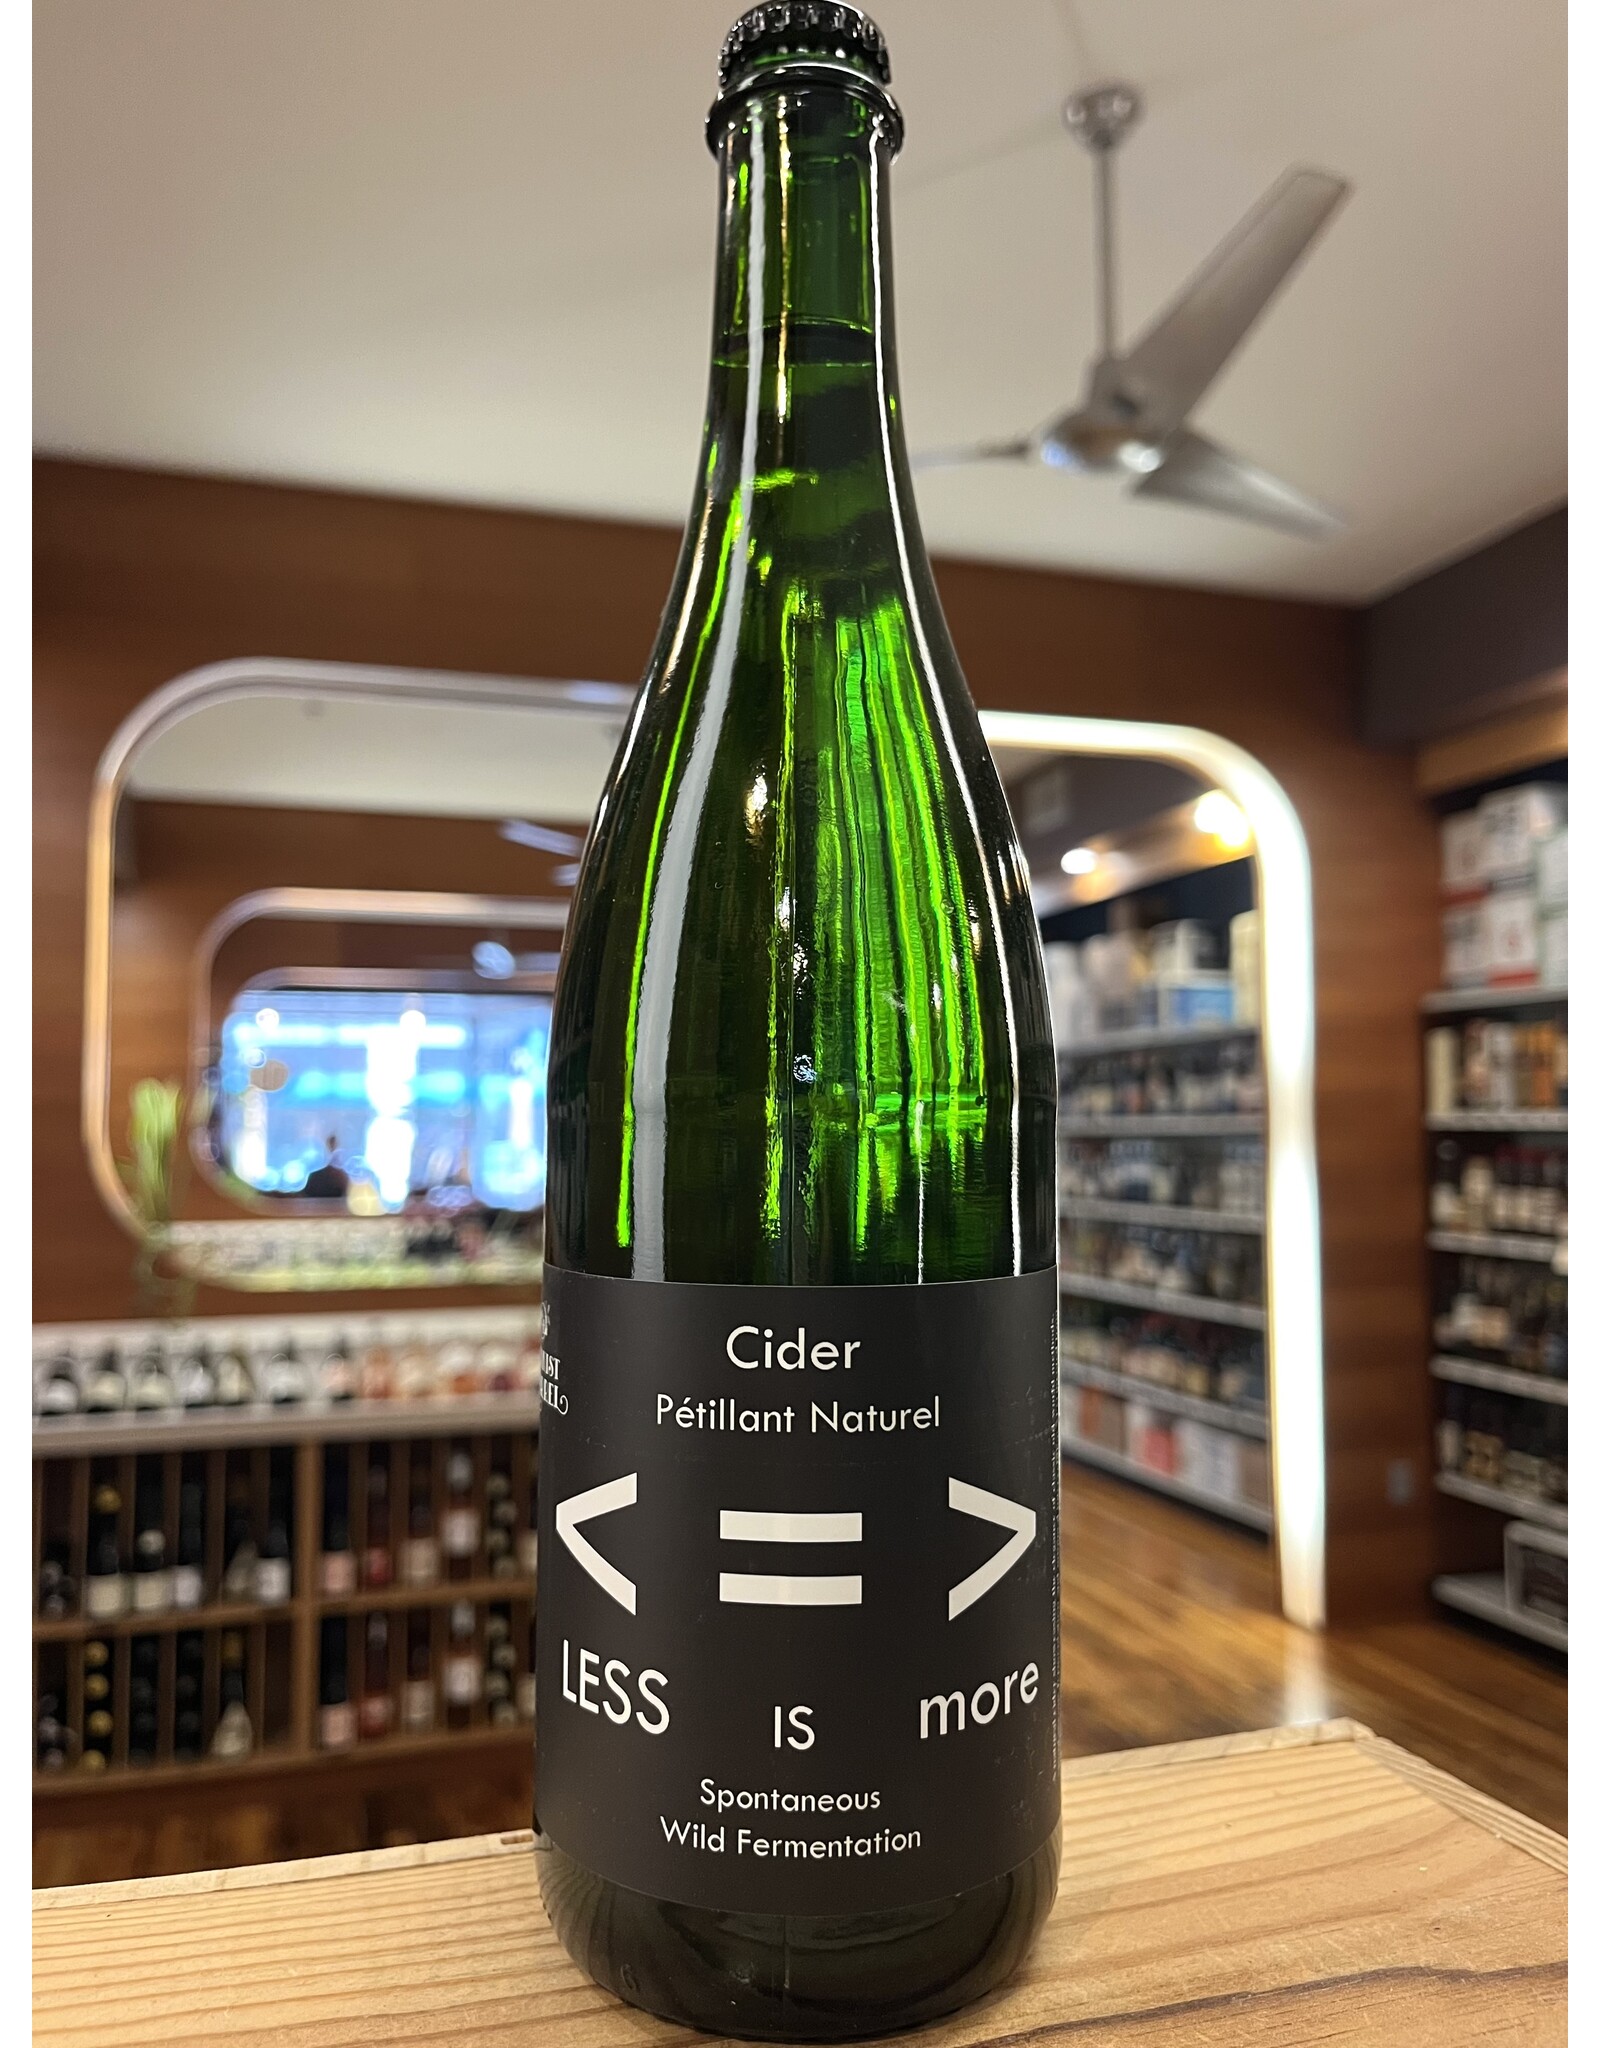 Cider
Pétillant Naturel
< = >
LESS IS more
Spontaneous
Wild Fermentation